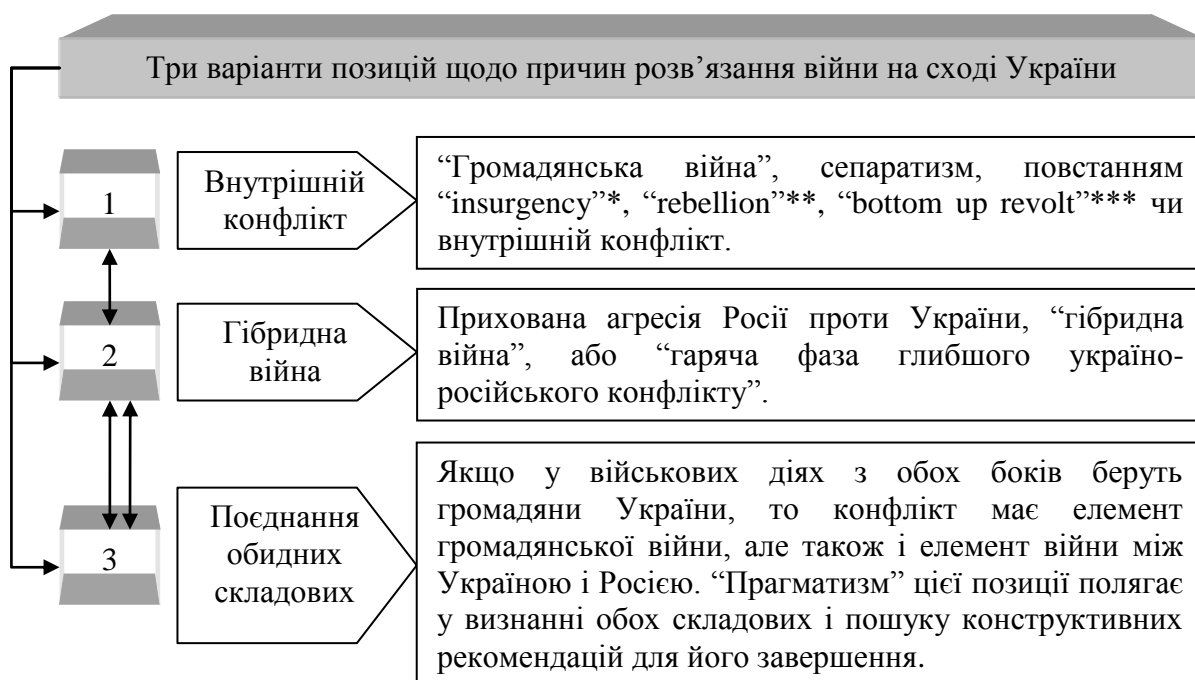 Три варіанти позицій щодо причин розв’язання війни на сході України
1
Внутрішній
конфлікт
“Громадянська війна”, сепаратизм, повстанням
“insurgency”*, “rebellion”**, “bottom up revolt”*** чи
внутрішній конфлікт.
2
Гібридна
війна
Прихована агресія Росії проти України, “гібридна
війна”, або “гаряча фаза глибшого україно-
російського конфлікту”.
3
Поєднання
обидних
складових
Якщо у військових діях з обох боків беруть
громадяни України, то конфлікт має елемент
громадянської війни, але також і елемент війни між
Україною і Росією. “Прагматизм” цієї позиції полягає
у визнанні обох складових і пошуку конструктивних
рекомендацій для його завершення.